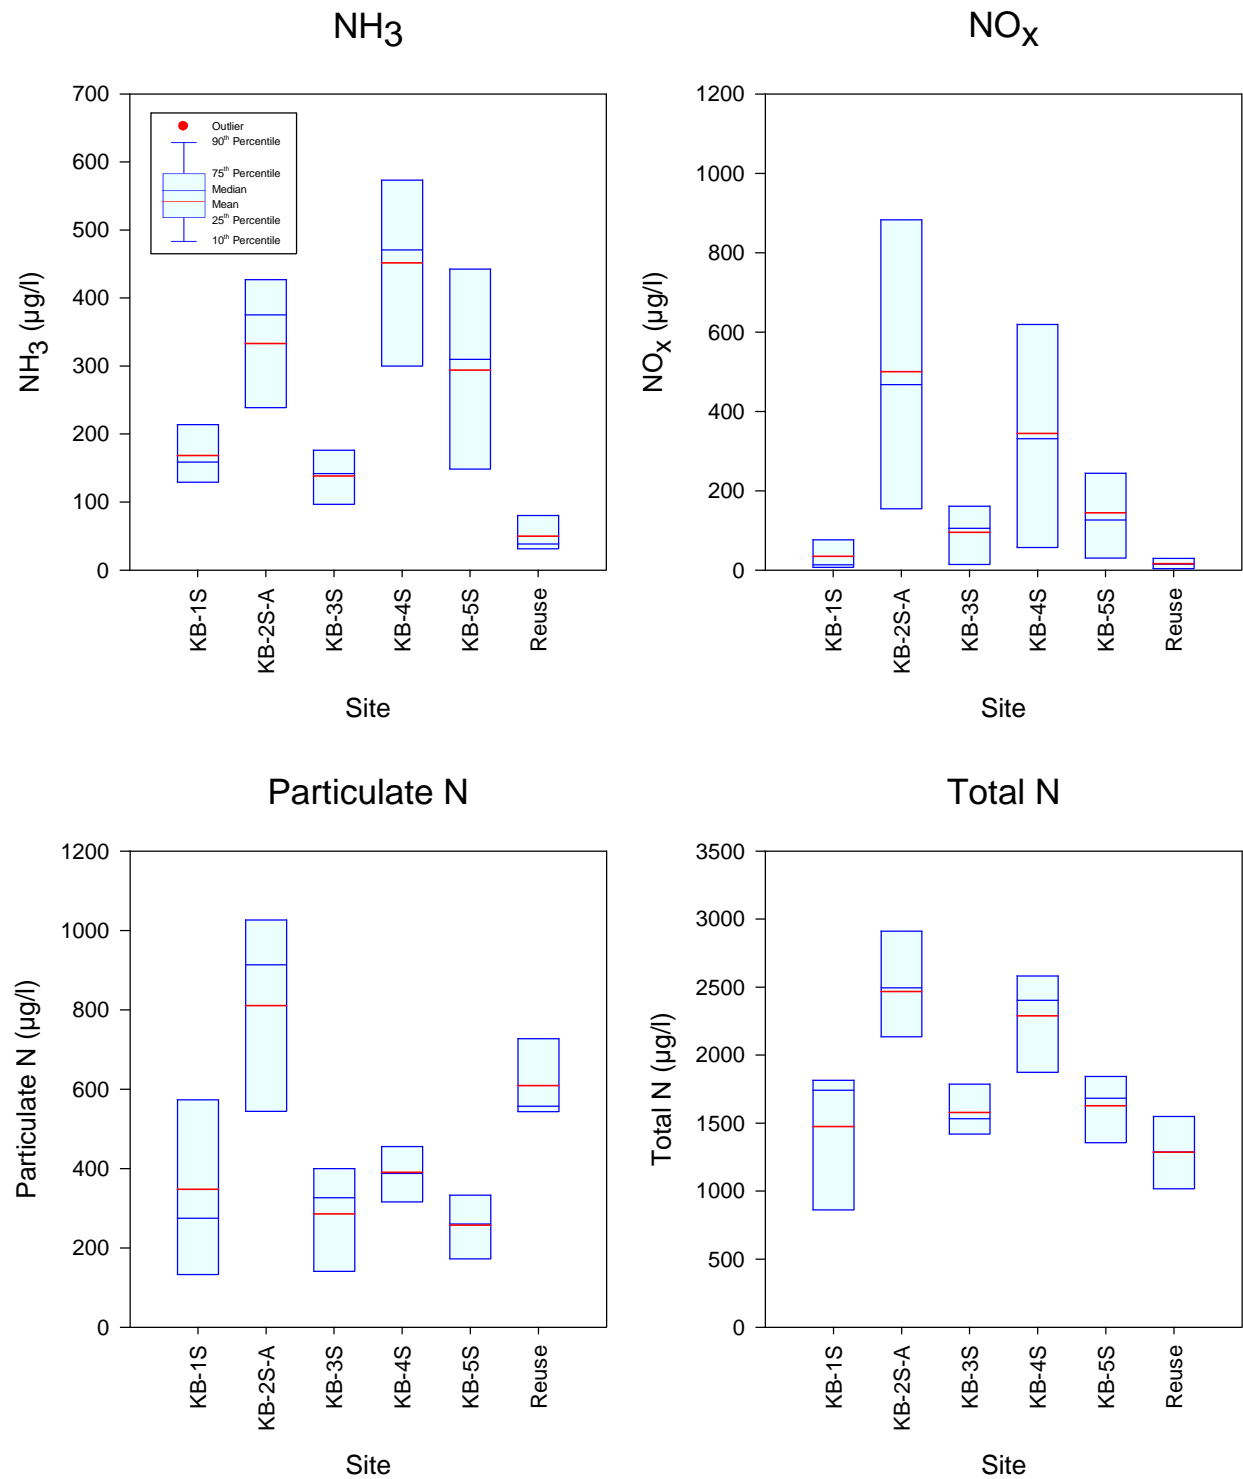 NH3
NOx
700
600
500
400
300
200
100
0
NH3 (µg/l)
Outlier
90th Percentile
75th Percentile
Median
Mean
25th Percentile
10th Percentile
KB-1S
KB-2S-A
KB-3S
KB-4S
KB-5S
Reuse
Site
1200
1000
800
600
400
200
0
NOx (µg/l)
KB-1S
KB-2S-A
KB-3S
KB-4S
KB-5S
Reuse
Site
Particulate N
Total N
1200
1000
800
600
400
200
0
Particulate N (µg/l)
KB-1S
KB-2S-A
KB-3S
KB-4S
KB-5S
Reuse
Site
3500
3000
2500
2000
1500
1000
500
0
Total N (µg/l)
KB-1S
KB-2S-A
KB-3S
KB-4S
KB-5S
Reuse
Site